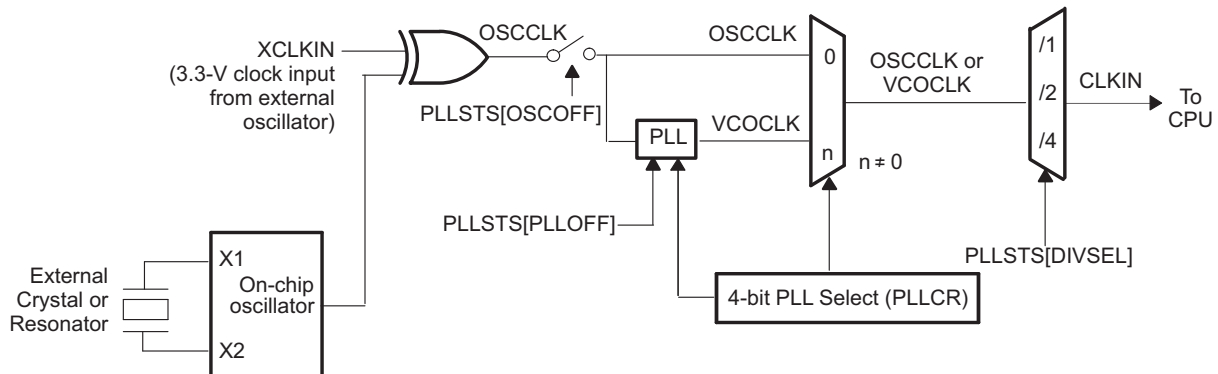 OSCCLK
XCLKIN
(3.3-V clock input
from external
oscillator)
PLLSTS[OSCOFF]
OSCCLK
0
PLL
VCOCLK
n
n ≠ 0
OSCCLK or
VCOCLK
/1
/2
/4
CLKIN
To
CPU
PLLSTS[PLLOFF]
PLLSTS[DIVSEL]
4-bit PLL Select (PLLCR)
External
Crystal or
Resonator
X1
On-chip
oscillator
X2